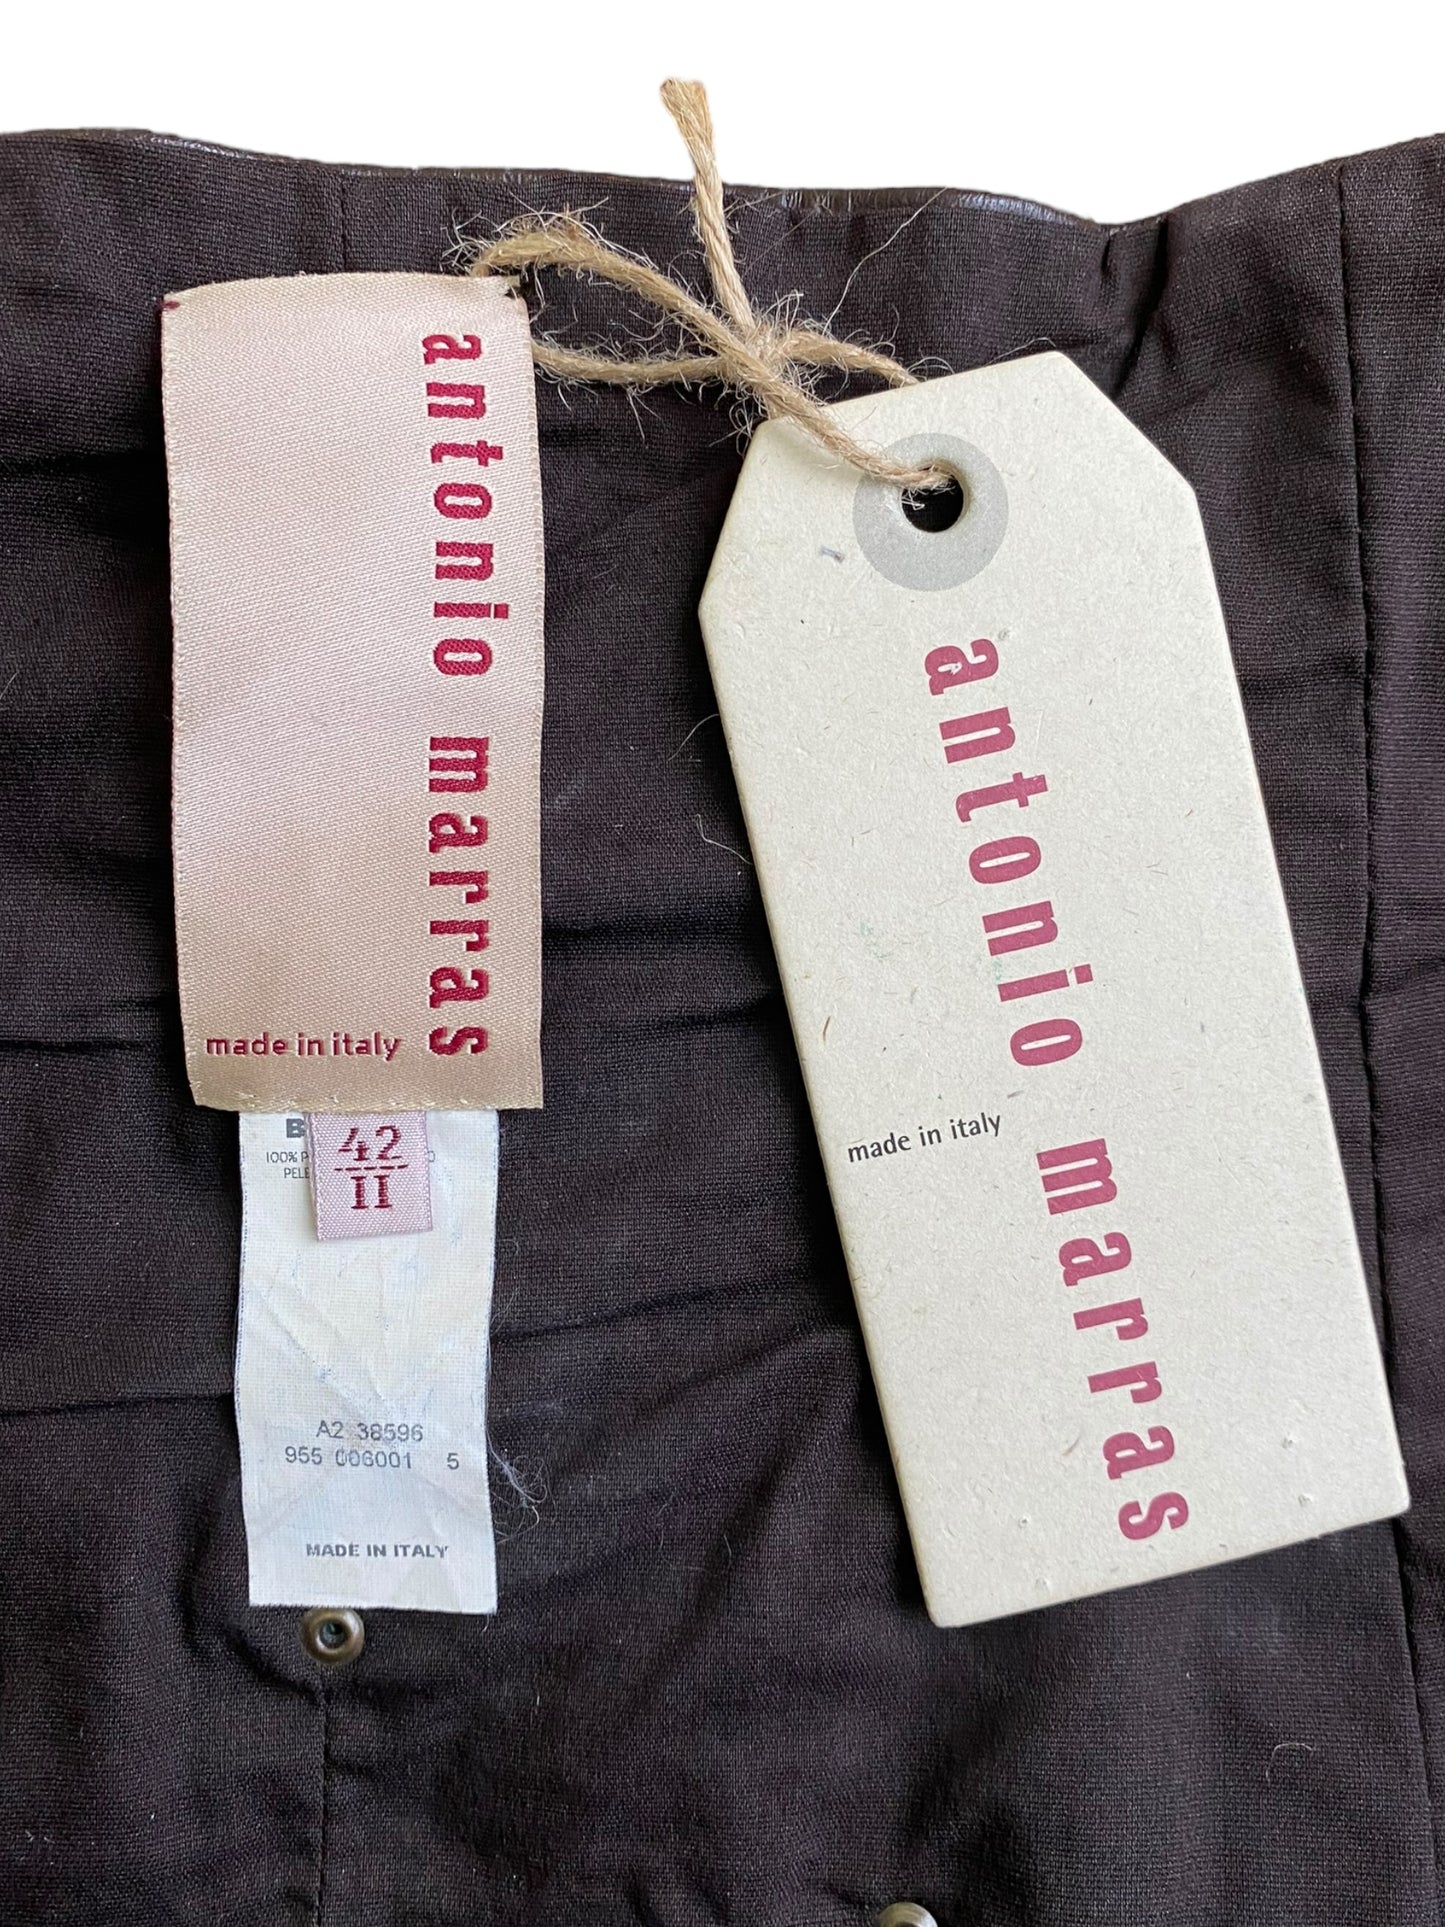 antonio marras
made in italy
42
II
100% P
PELE
A2 38596
955 006001 5
MADE IN ITALY
antonio marras
made in italy